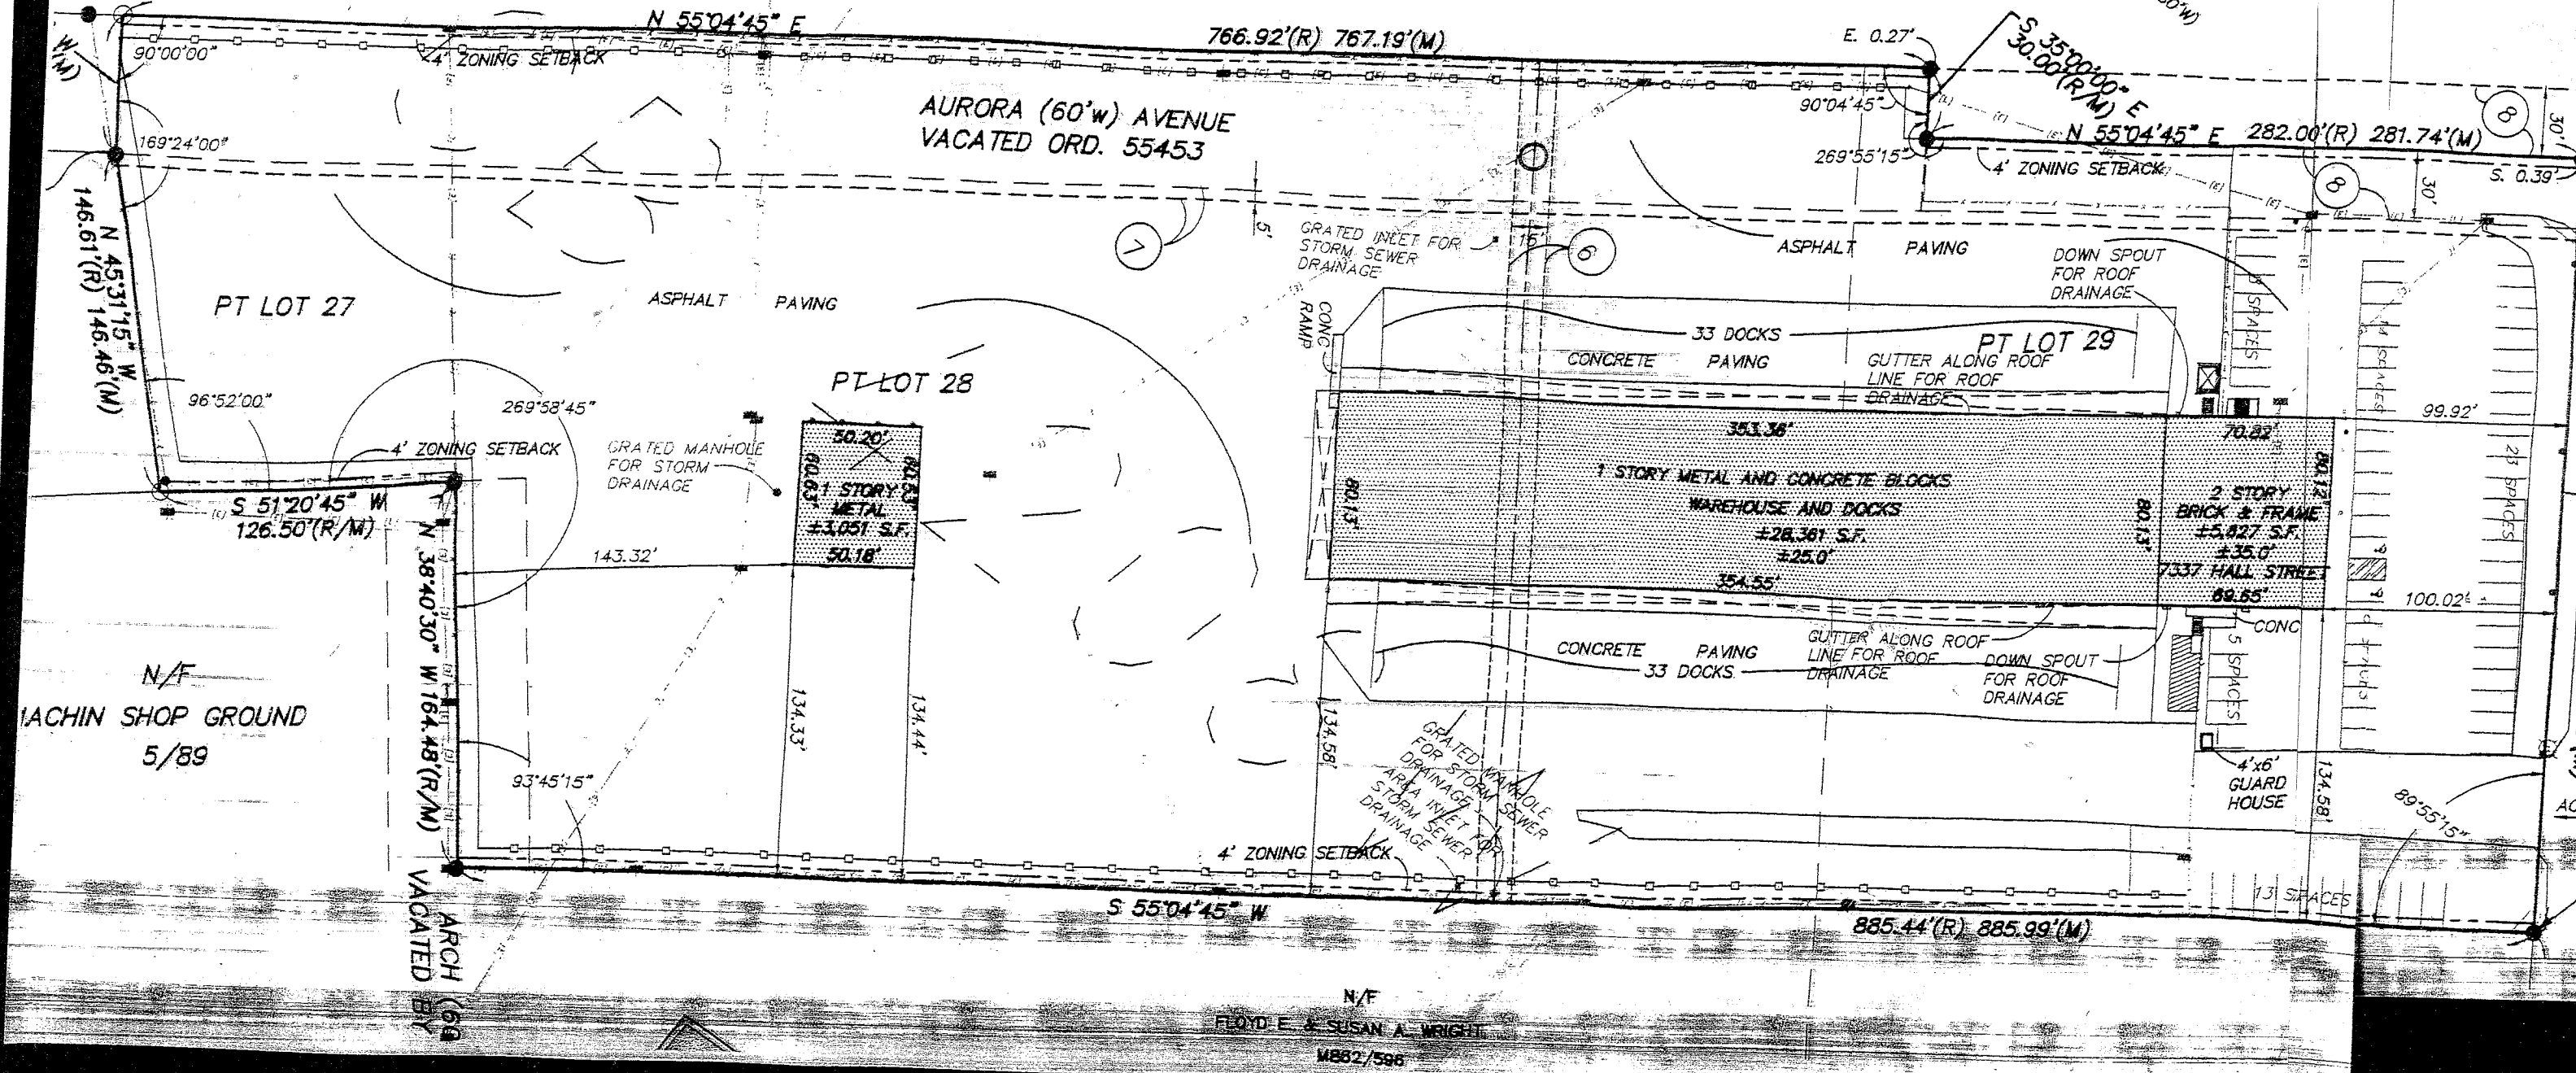 N 55°04'45" E
766.92'(R) 767.19'(M)
E. 0.27'
S 35°00'00" E
30.00'(R/M)
90°00'00"
4' ZONING SETBACK
AURORA (60'w) AVENUE
VACATED ORD. 55453
90°04'45"
N 55°04'45" E 282.00'(R) 281.74'(M)
8
30'
169°24'00"
269°55'15"
4' ZONING SETBACK
8
30'
S. 0.39'
N 45°31'15" W
146.61'(R) 146.46'(M)
7
5'
GRATED INLET FOR
STORM SEWER
DRAINAGE
15'
6
ASPHALT PAVING
DOWN SPOUT
FOR ROOF
DRAINAGE
PT LOT 27
ASPHALT PAVING
CONC
RAMP
33 DOCKS
PT LOT 29
SPACES
SPACES
CONCRETE PAVING
GUTTER ALONG ROOF
LINE FOR ROOF
DRAINAGE
PT LOT 28
96°52'00"
269°58'45"
99.92'
4' ZONING SETBACK
GRATED MANHOLE
FOR STORM
DRAINAGE
50.20'
60.63'
60.53'
1 STORY
METAL
±3,051 S.F.
50.18'
353.36'
70.82'
80.13'
1 STORY METAL AND CONCRETE BLOCKS
WAREHOUSE AND DOCKS
±28,361 S.F.
±25.0'
354.55'
80.13'
80.12'
2 STORY
BRICK & FRAME
±5,627 S.F.
±35.0'
7337 HALL STREET
69.65'
23 SPACES
S 51°20'45" W
126.50'(R/M)
143.32'
N 38°40'30" W 164.48'(R/M)
100.02'
CONC
CONCRETE PAVING
33 DOCKS
GUTTER ALONG ROOF
LINE FOR ROOF
DRAINAGE
DOWN SPOUT
FOR ROOF
DRAINAGE
5 SPACES
N/F
MACHIN SHOP GROUND
5/89
134.33'
134.44'
134.58'
GRATED MANHOLE
FOR STORM SEWER
DRAINAGE
AREA INLET FOR
STORM SEWER
DRAINAGE
4'x6'
GUARD
HOUSE
134.58'
89°55'15"
93°45'15"
4' ZONING SETBACK
13 SPACES
S 55°04'45" W
885.44'(R) 885.99'(M)
ARCH (60
VACATED BY
N/F
FLOYD E. & SUSAN A. WRIGHT
M862/596